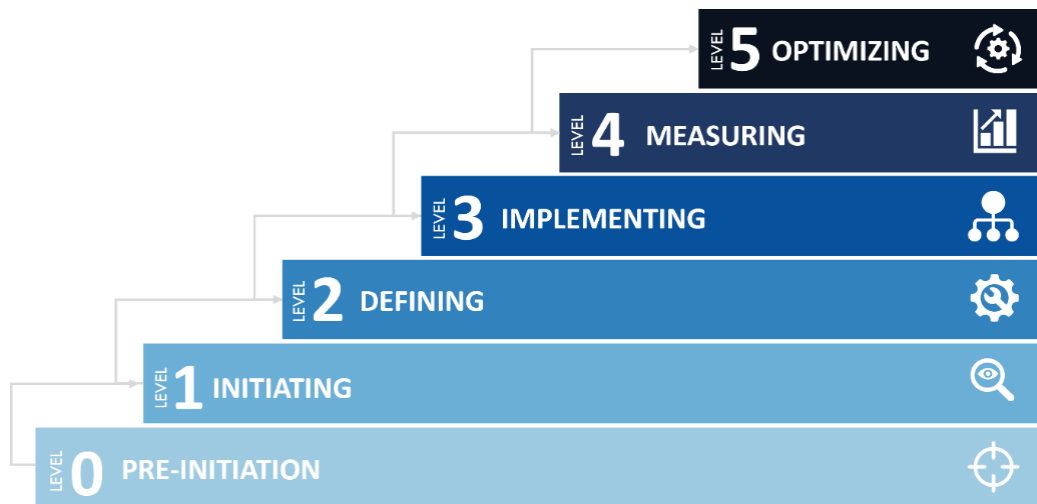 LEVEL 5 OPTIMIZING
LEVEL 4 MEASURING
LEVEL 3 IMPLEMENTING
LEVEL 2 DEFINING
LEVEL 1 INITIATING
LEVEL 0 PRE-INITIATION